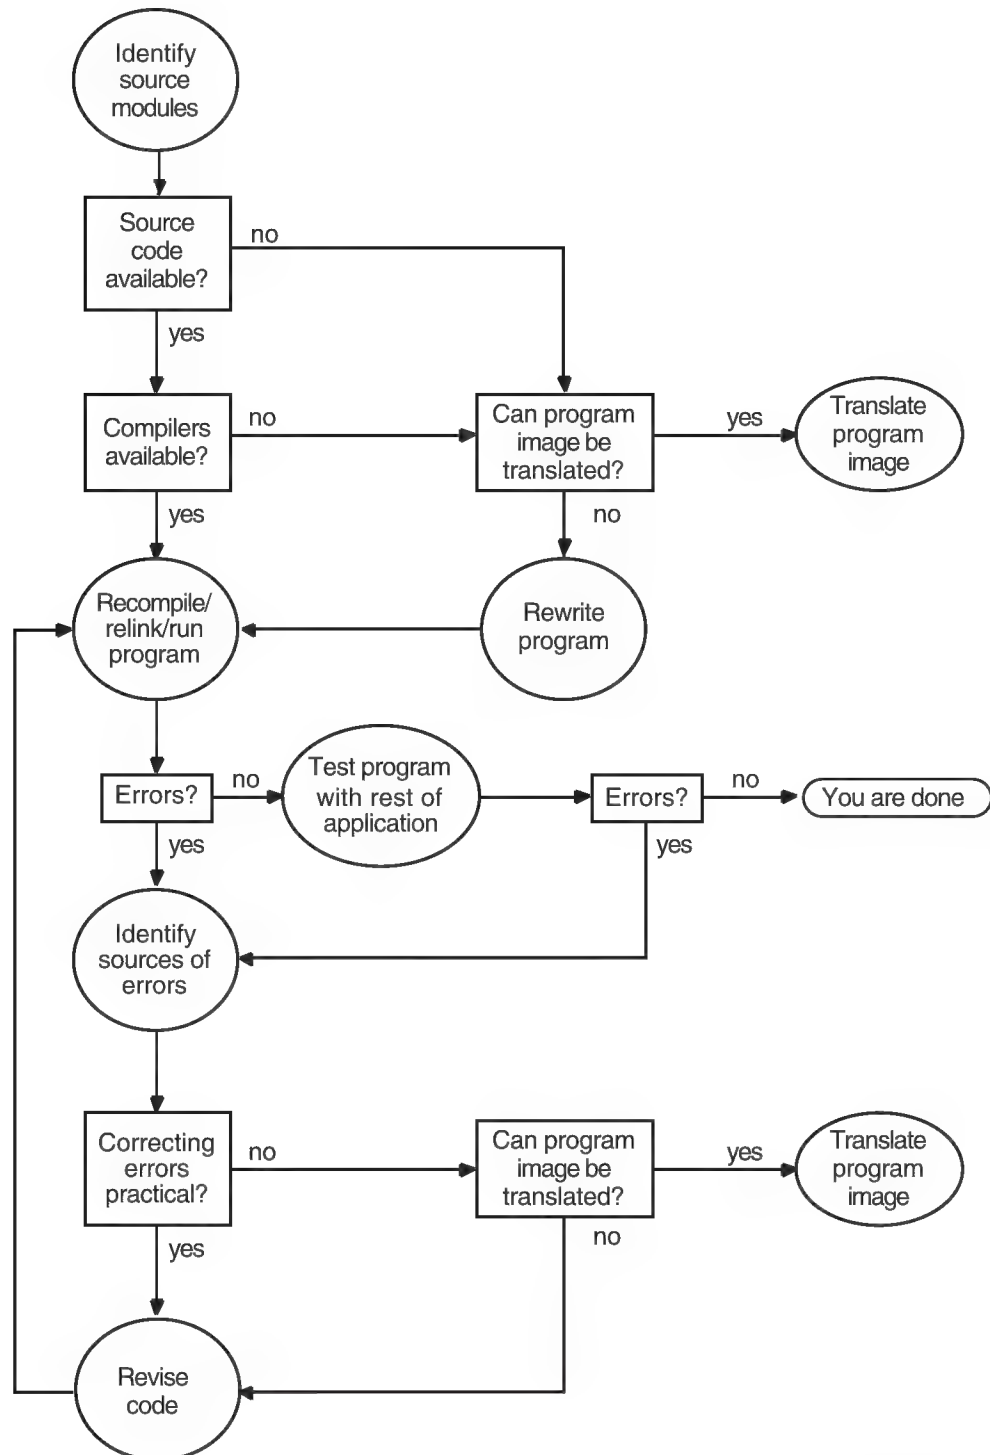 Identify
source
modules
Source
code
available?
no
yes
Compilers
available?
no
Can program
image be
translated?
yes
Translate
program
image
yes
no
Recompile/
relink/run
program
Rewrite
program
Errors?
no
Test program
with rest of
application
Errors?
no
You are done
yes
yes
Identify
sources of
errors
Correcting
errors
practical?
no
Can program
image be
translated?
yes
Translate
program
image
yes
no
Revise
code